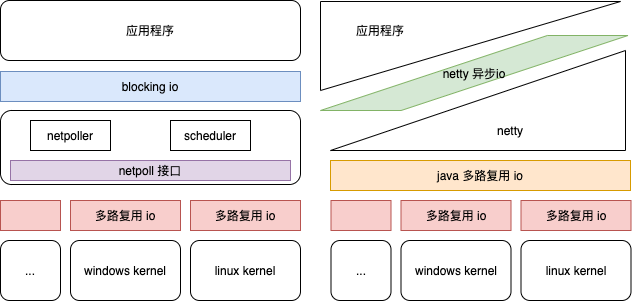 应用程序
blocking io
netpoller
scheduler
netpoll 接口
多路复用 io
多路复用 io
...
windows kernel
linux kernel
应用程序
netty 异步io
netty
java 多路复用 io
多路复用 io
多路复用 io
...
windows kernel
linux kernel